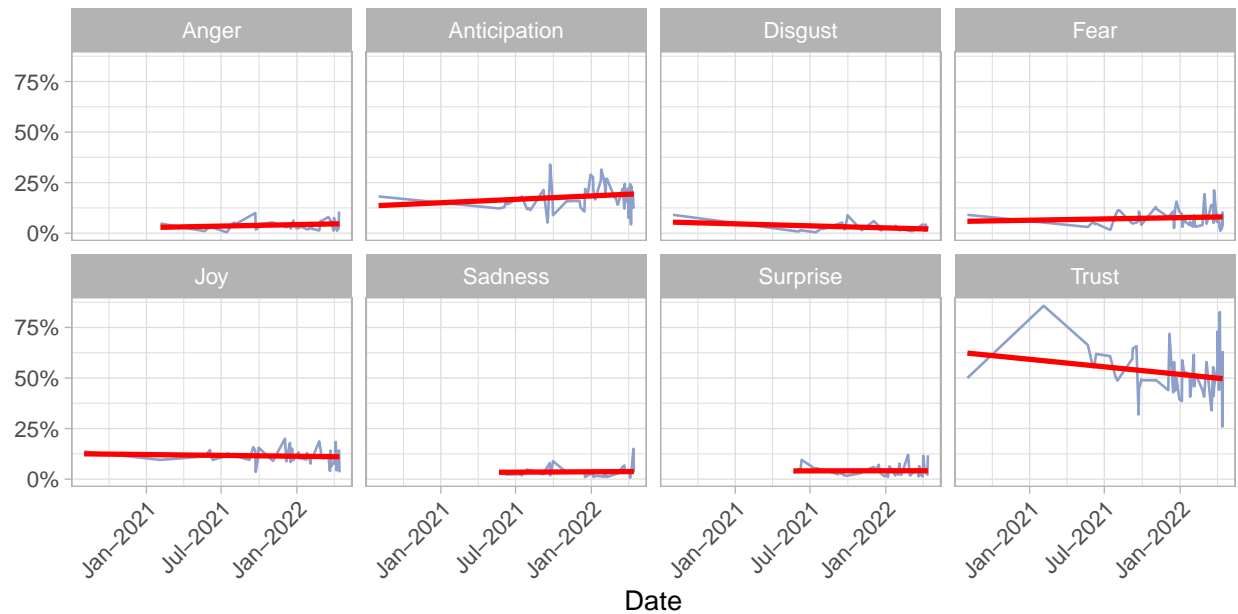 Anger Anticipation Disgust Fear
75%
50%
25%
0%
Joy Sadness Surprise Trust
75%
50%
25%
0%
Jan−2021 Jul−2021 Jan−2022 Jan−2021 Jul−2021 Jan−2022 Jan−2021 Jul−2021 Jan−2022 Jan−2021 Jul−2021 Jan−2022
Date